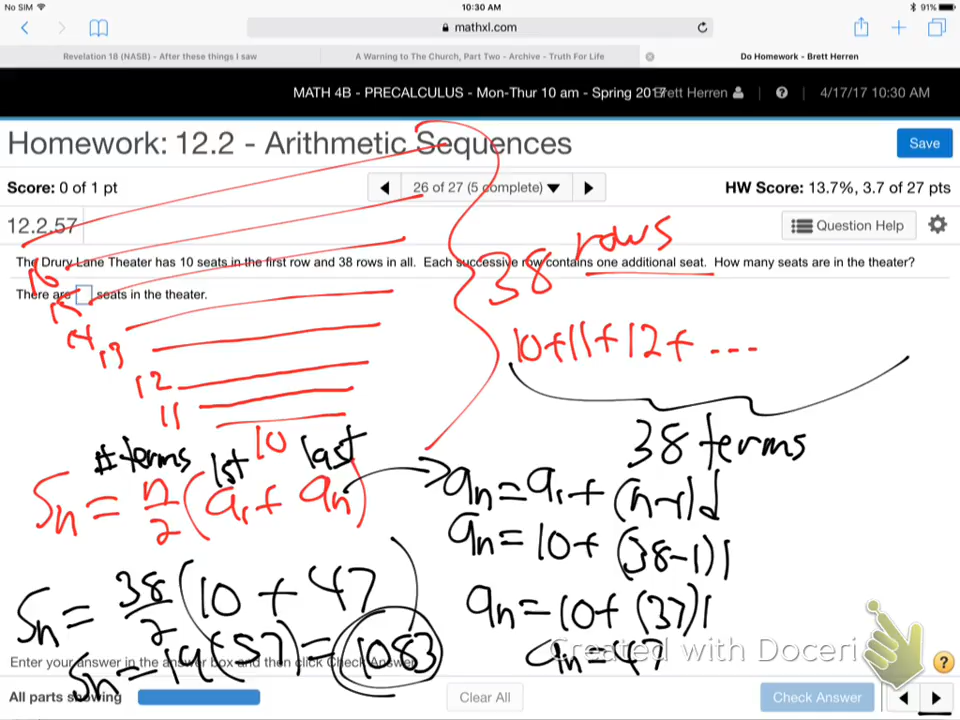 No SIM 10:30 AM 91%
mathxl.com
Revelation 18 (NASB) - After these things I saw
A Warning to The Church, Part Two - Archive - Truth For Life
Do Homework - Brett Herren
MATH 4B - PRECALCULUS - Mon-Thur 10 am - Spring 2017 Brett Herren
4/17/17 10:30 AM
Homework: 12.2 - Arithmetic Sequences
Save
Score: 0 of 1 pt
26 of 27 (5 complete)
HW Score: 13.7%, 3.7 of 27 pts
12.2.57
Question Help
The Drury Lane Theater has 10 seats in the first row and 38 rows in all. Each successive row contains one additional seat. How many seats are in the theater?
There are seats in the theater.
16
15
14
13
12
11
10
38 rows
10+11+12+ ...
38 terms
# terms 1st last
Sn = n/2 (a1 + an)
an = a1 + (n-1)d
an = 10 + (38-1)1
an = 10 + (37)1
an = 47
Sn = 38/2 (10 + 47)
Sn = 19(57) = 1083
Created with Doceri
Enter your answer in the answer box and then click Check Answer.
All parts showing
Clear All
Check Answer